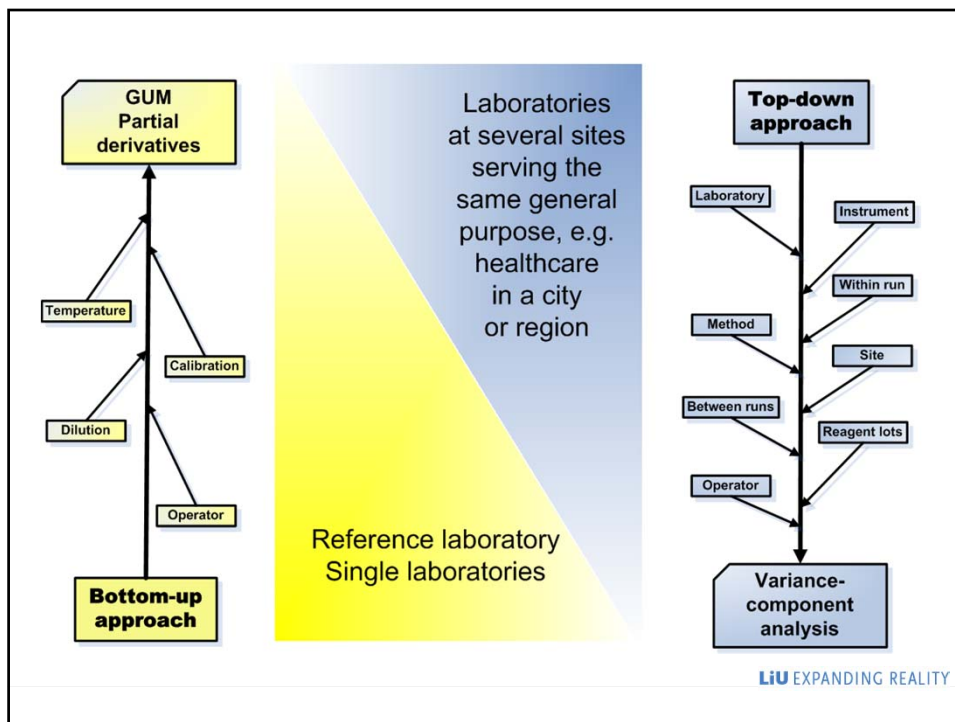 GUM
Partial
derivatives
Temperature
Calibration
Dilution
Operator
Bottom-up
approach
Laboratories
at several sites
serving the
same general
purpose, e.g.
healthcare
in a city
or region
Reference laboratory
Single laboratories
Top-down
approach
Laboratory
Instrument
Within run
Method
Site
Between runs
Reagent lots
Operator
Variance-
component
analysis
LiU EXPANDING REALITY